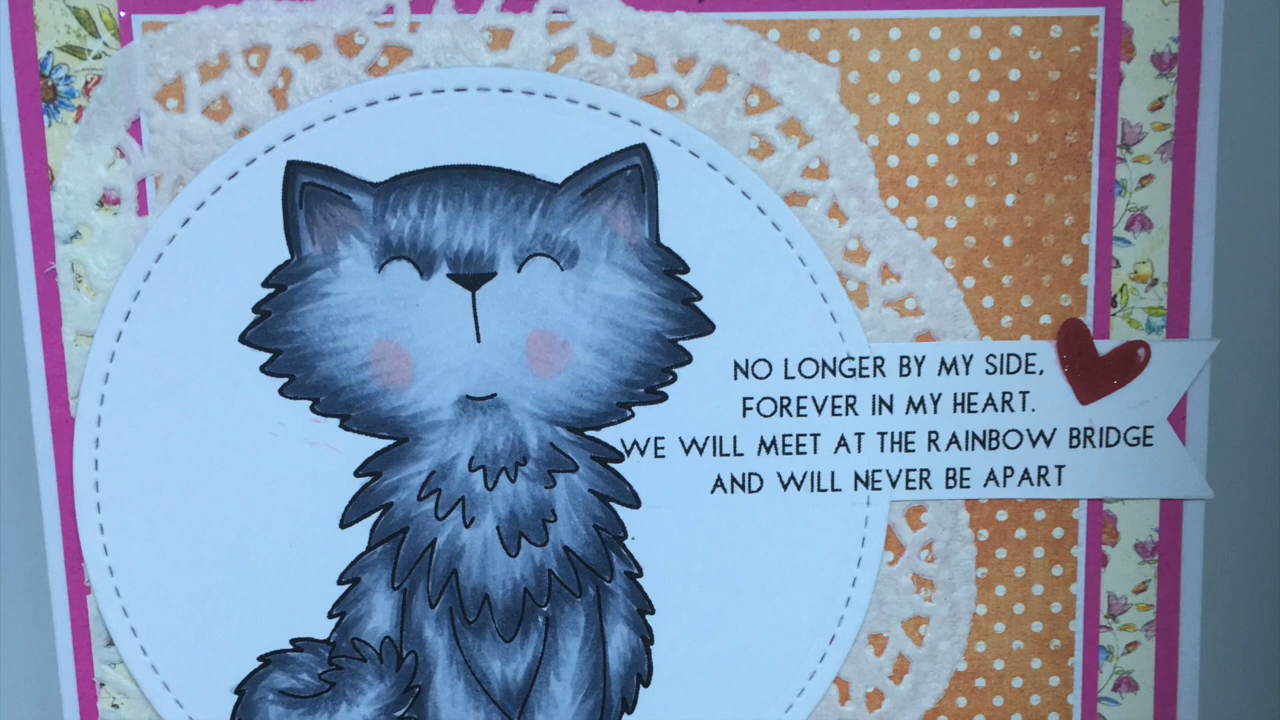 NO LONGER BY MY SIDE,
FOREVER IN MY HEART.
WE WILL MEET AT THE RAINBOW BRIDGE
AND WILL NEVER BE APART